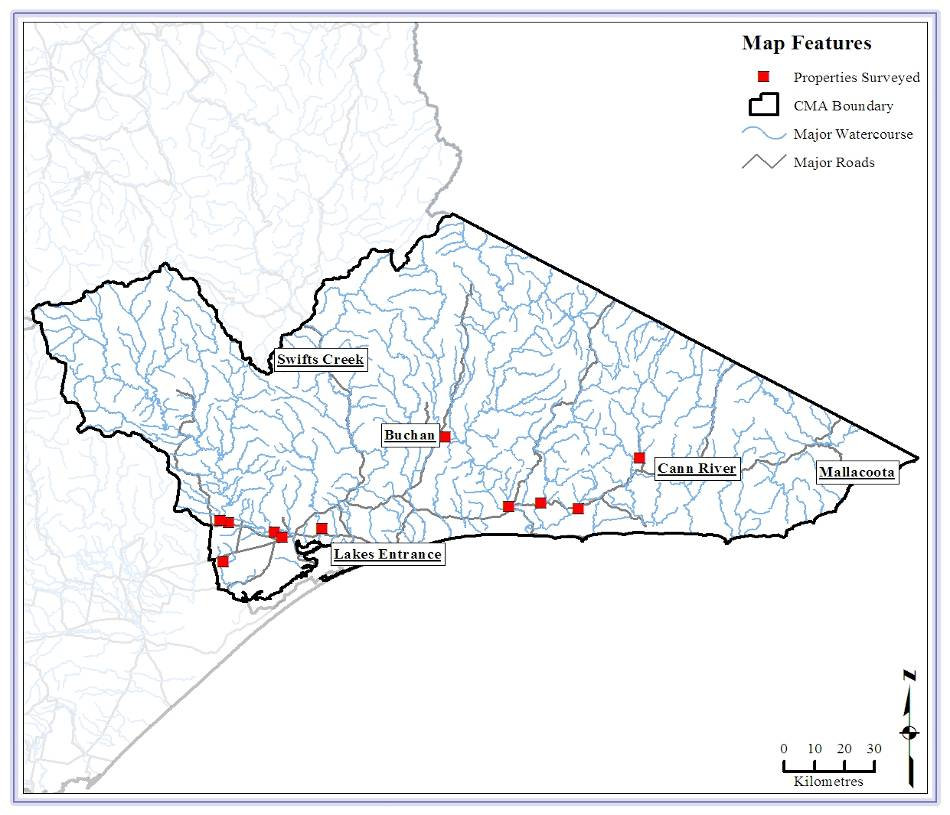 Map Features
Properties Surveyed
CMA Boundary
Major Watercourse
Major Roads
Swifts Creek
Buchan
Cann River
Mallacoota
Lakes Entrance
N
0 10 20 30
Kilometres